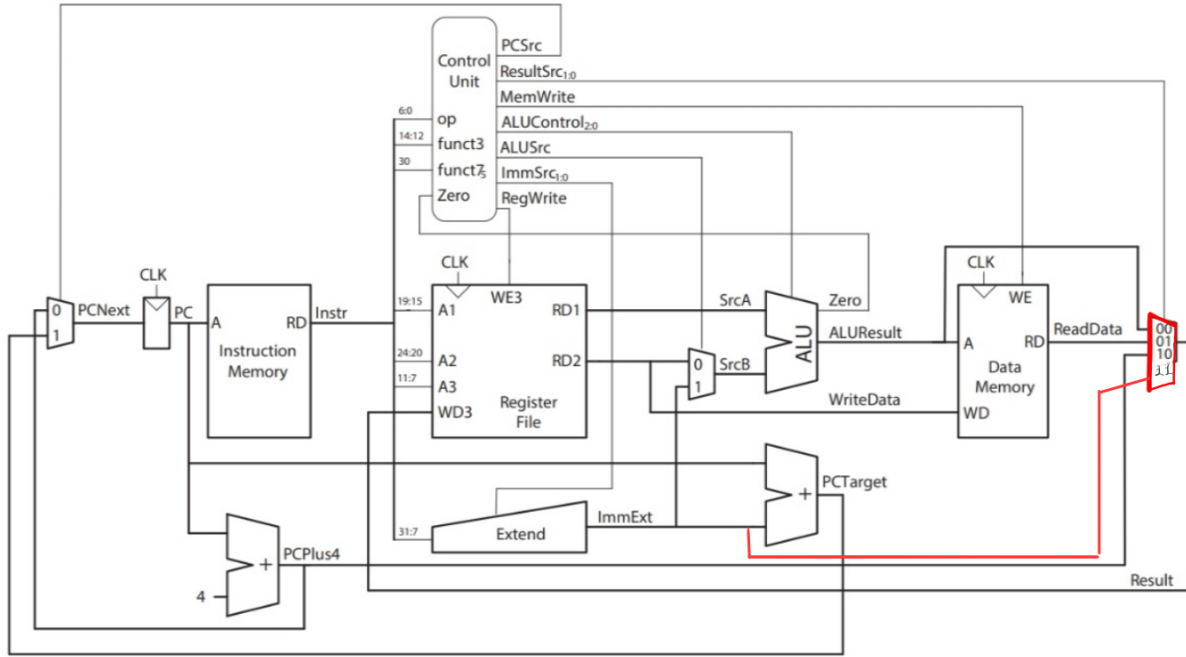 PCSrc
Control
Unit
ResultSrc1:0
MemWrite
6:0
op
ALUControl2:0
14:12
funct3
ALUSrc
30
funct75
ImmSrc1:0
Zero
RegWrite
CLK
CLK
CLK
0
1
PCNext
PC
A
RD
Instr
Instruction
Memory
19:15
A1
WE3
RD1
24:20
A2
RD2
11:7
A3
WD3
Register
File
SrcA
0
1
SrcB
ALU
Zero
ALUResult
WriteData
WE
A
RD
Data
Memory
WD
ReadData
00
01
10
11
31:7
Extend
ImmExt
+
PCTarget
PCPlus4
+
4
Result